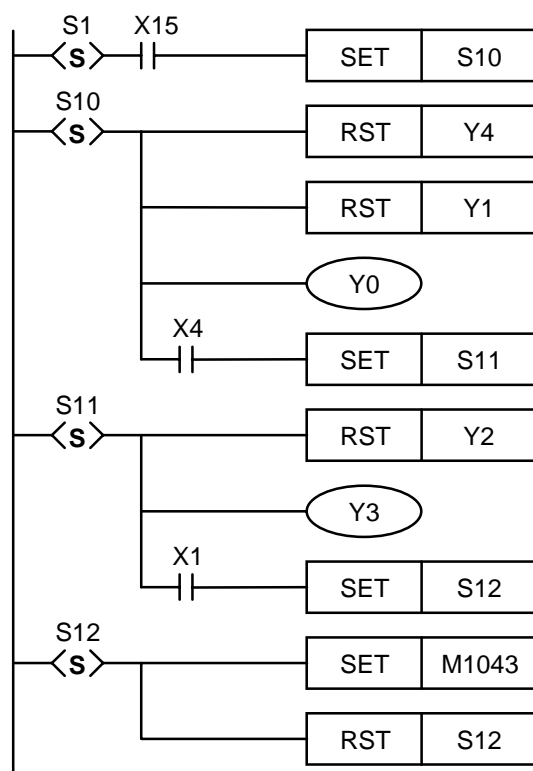 S1 X15
S SET S10
S10
S RST Y4
RST Y1
Y0
X4
SET S11
S11
S RST Y2
Y3
X1
SET S12
S12
S SET M1043
RST S12